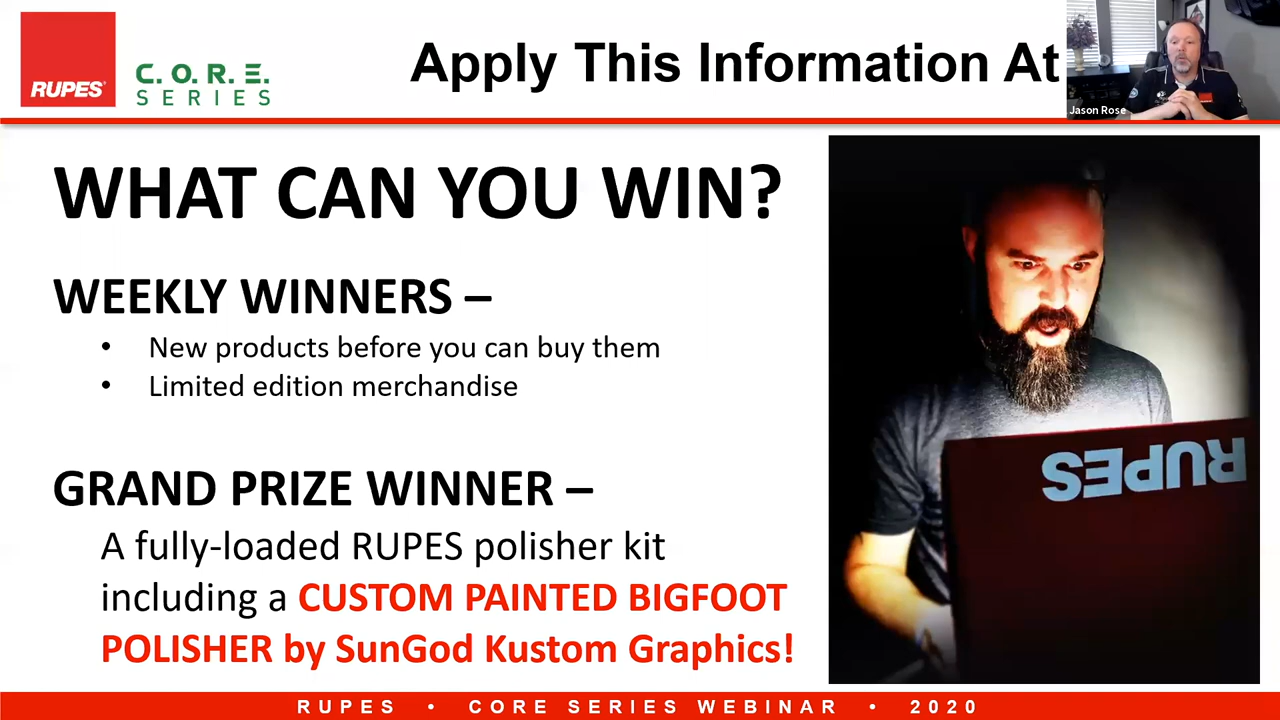 RUPES
C.O.R.E.
SERIES
Apply This Information At
Jason Rose
WHAT CAN YOU WIN?
WEEKLY WINNERS –
• New products before you can buy them
• Limited edition merchandise
GRAND PRIZE WINNER –
A fully-loaded RUPES polisher kit
including a CUSTOM PAINTED BIGFOOT
POLISHER by SunGod Kustom Graphics!
RUPES
RUPES • CORE SERIES WEBINAR • 2020